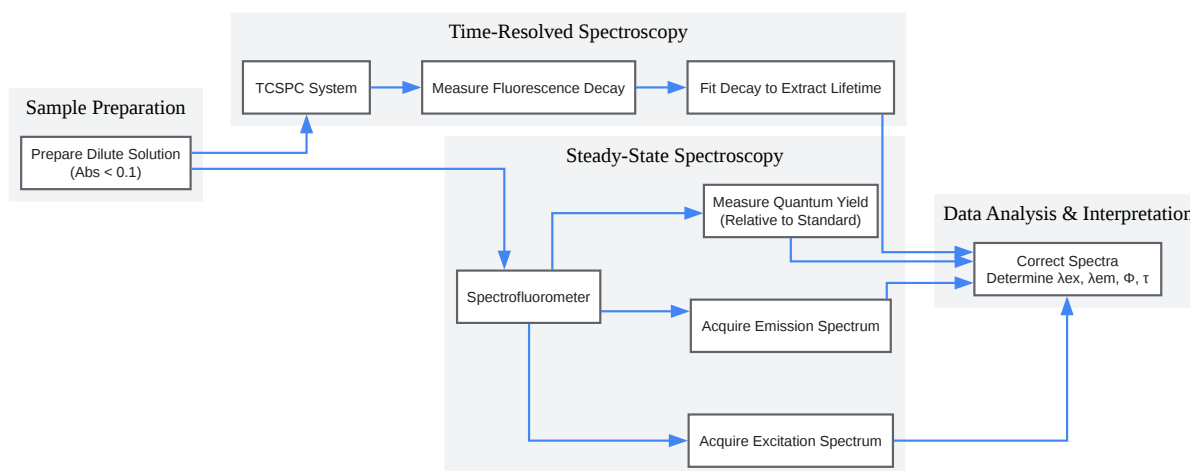 Time-Resolved Spectroscopy
TCSPC System
Measure Fluorescence Decay
Fit Decay to Extract Lifetime
Sample Preparation
Prepare Dilute Solution
(Abs < 0.1)
Steady-State Spectroscopy
Measure Quantum Yield
(Relative to Standard)
Spectrofluorometer
Acquire Emission Spectrum
Acquire Excitation Spectrum
Data Analysis & Interpretation
Correct Spectra
Determine λex, λem, Φ, τ